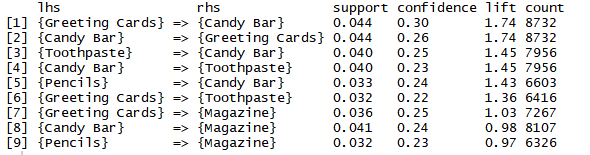 lhs                 rhs              support confidence lift count
[1] {Greeting Cards} => {Candy Bar}      0.044   0.30       1.74 8732
[2] {Candy Bar}      => {Greeting Cards} 0.044   0.26       1.74 8732
[3] {Toothpaste}     => {Candy Bar}      0.040   0.25       1.45 7956
[4] {Candy Bar}      => {Toothpaste}     0.040   0.23       1.45 7956
[5] {Pencils}        => {Candy Bar}      0.033   0.24       1.43 6603
[6] {Greeting Cards} => {Toothpaste}     0.032   0.22       1.36 6416
[7] {Greeting Cards} => {Magazine}       0.036   0.25       1.03 7267
[8] {Candy Bar}      => {Magazine}       0.041   0.24       0.98 8107
[9] {Pencils}        => {Magazine}       0.032   0.23       0.97 6326